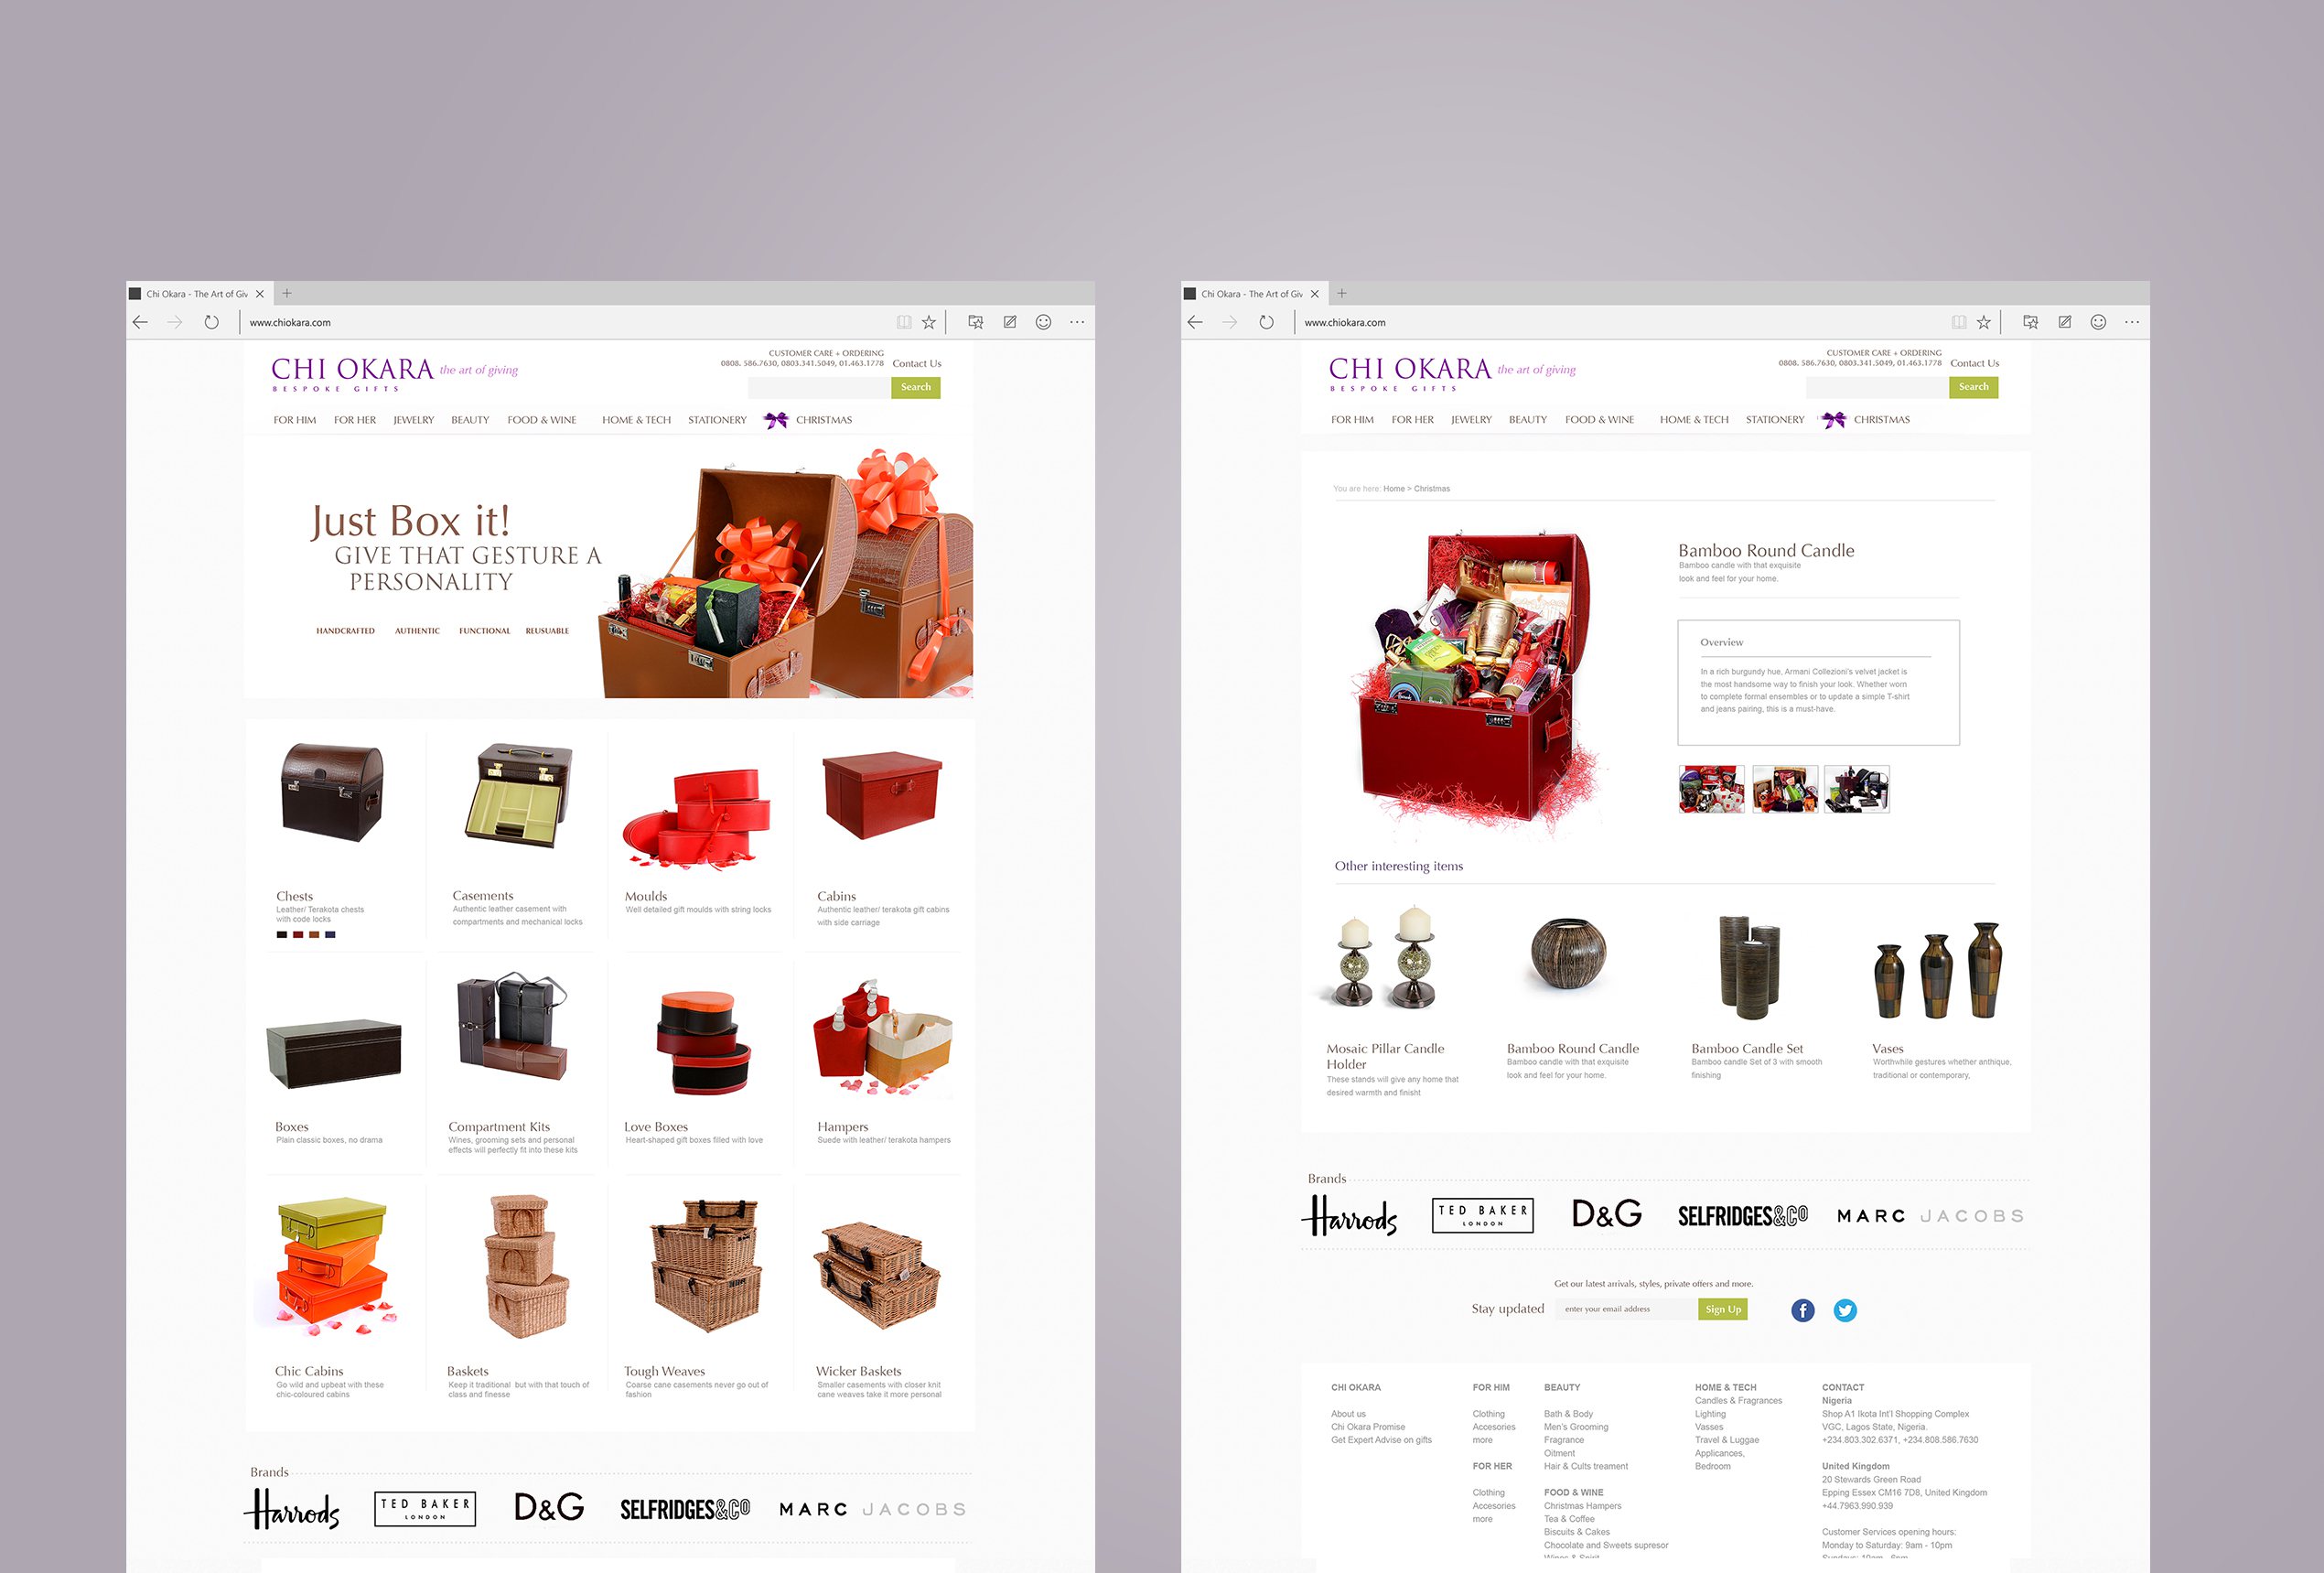 Chi Okara - The Art of Giv
www.chiokara.com
CHI OKARA the art of giving
BESPOKE GIFTS
CUSTOMER CARE + ORDERING
0808. 586.7630, 0803.341.5049, 01.463.1778 Contact Us
Search
FOR HIM FOR HER JEWELRY BEAUTY FOOD & WINE HOME & TECH STATIONERY CHRISTMAS
Just Box it!
GIVE THAT GESTURE A
PERSONALITY
HANDCRAFTED AUTHENTIC FUNCTIONAL REUSUABLE
Chests
Leather/ Terakota chests
with code locks
Casements
Authentic leather casement with
compartments and mechanical locks
Moulds
Well detailed gift moulds with string locks
Cabins
Authentic leather/ terakota gift cabins
with side carriage
Boxes
Plain classic boxes, no drama
Compartment Kits
Wines, grooming sets and personal
effects will perfectly fit into these kits
Love Boxes
Heart-shaped gift boxes filled with love
Hampers
Suede with leather/ terakota hampers
Chic Cabins
Go wild and upbeat with these
chic-coloured cabins
Baskets
Keep it traditional but with that touch of
class and finesse
Tough Weaves
Coarse cane casements never go out of
fashion
Wicker Baskets
Smaller casements with closer knit
cane weaves take it more personal
Brands
Harrods
TED BAKER
LONDON
D&G
SELFRIDGES&CO
MARC JACOBS
Chi Okara - The Art of Giv
www.chiokara.com
CHI OKARA the art of giving
BESPOKE GIFTS
CUSTOMER CARE + ORDERING
0808. 586.7630, 0803.341.5049, 01.463.1778 Contact Us
Search
FOR HIM FOR HER JEWELRY BEAUTY FOOD & WINE HOME & TECH STATIONERY CHRISTMAS
You are here: Home > Christmas
Bamboo Round Candle
Bamboo candle with that exquisite
look and feel for your home.
Overview
In a rich burgundy hue, Armani Collezioni's velvet jacket is
the most handsome way to finish your look. Whether worn
to complete formal ensembles or to update a simple T-shirt
and jeans pairing, this is a must-have.
Other interesting items
Mosaic Pillar Candle
Holder
These stands will give any home that
desired warmth and finisht
Bamboo Round Candle
Bamboo candle with that exquisite
look and feel for your home.
Bamboo Candle Set
Bamboo candle Set of 3 with smooth
finishing
Vases
Worthwhile gestures whether anthique,
traditional or contemporary,
Brands
Harrods
TED BAKER
LONDON
D&G
SELFRIDGES&CO
MARC JACOBS
Get our latest arrivals, styles, private offers and more.
Stay updated enter your email address Sign Up
CHI OKARA
About us
Chi Okara Promise
Get Expert Advise on gifts
FOR HIM
Clothing
Accesories
more
FOR HER
Clothing
Accesories
more
BEAUTY
Bath & Body
Men's Grooming
Fragrance
Oitment
Hair & Cults treament
FOOD & WINE
Christmas Hampers
Tea & Coffee
Biscuits & Cakes
Chocolate and Sweets supresor
Wines & Spirit
HOME & TECH
Candles & Fragrances
Lighting
Vasses
Travel & Luggae
Applicances,
Bedroom
CONTACT
Nigeria
Shop A1 Ikota Int'l Shopping Complex
VGC, Lagos State, Nigeria.
+234.803.302.6371, +234.808.586.7630
United Kingdom
20 Stewards Green Road
Epping Essex CM16 7D8, United Kingdom
+44.7963.990.939
Customer Services opening hours:
Monday to Saturday: 9am - 10pm
Sundays: 10am - 6pm